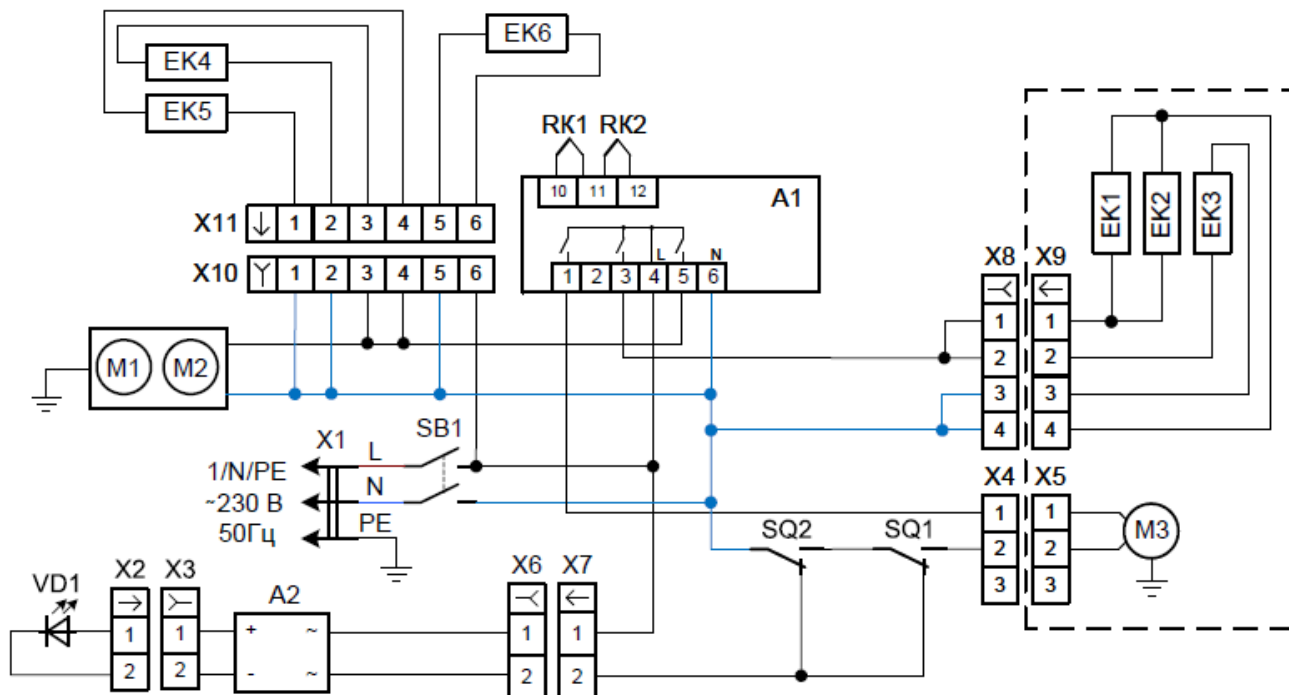 EK4
EK6
EK5
RK1 RK2
10 11 12
A1
X11 1 2 3 4 5 6
X10 1 2 3 4 5 6
L N
1 2 3 4 5 6
EK1 EK2 EK3
X8 X9
1 1
2 2
3 3
4 4
M1 M2
X1 L SB1
1/N/PE
~230 В N
50Гц PE
X4 X5
1 1
2 2
3 3
M3
SQ2 SQ1
VD1 X2 X3 A2 X6 X7
1 1 + ~ 1 1
2 2 - ~ 2 2